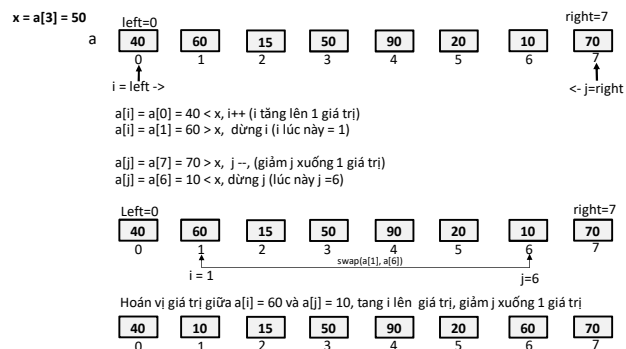 x = a[3] = 50
left=0 right=7
a 40 60 15 50 90 20 10 70
0 1 2 3 4 5 6 7
i = left -> <- j=right
a[i] = a[0] = 40 < x, i++ (i tăng lên 1 giá trị)
a[i] = a[1] = 60 > x, dừng i (i lúc này = 1)
a[j] = a[7] = 70 > x, j --, (giảm j xuống 1 giá trị)
a[j] = a[6] = 10 < x, dừng j (lúc này j =6)
Left=0 right=7
40 60 15 50 90 20 10 70
0 1 2 3 4 5 6 7
swap(a[1], a[6])
i = 1 j=6
Hoán vị giá trị giữa a[i] = 60 và a[j] = 10, tang i lên giá trị, giảm j xuống 1 giá trị
40 10 15 50 90 20 60 70
0 1 2 3 4 5 6 7